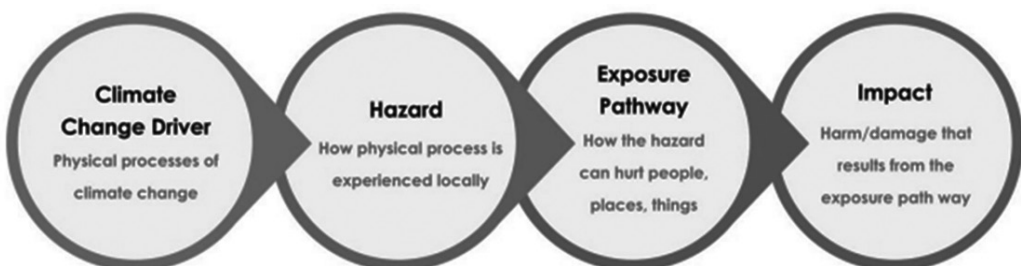 Climate
Change Driver
Physical processes of
climate change
Hazard
How physical process is
experienced locally
Exposure
Pathway
How the hazard
can hurt people,
places, things
Impact
Harm/damage that
results from the
exposure path way